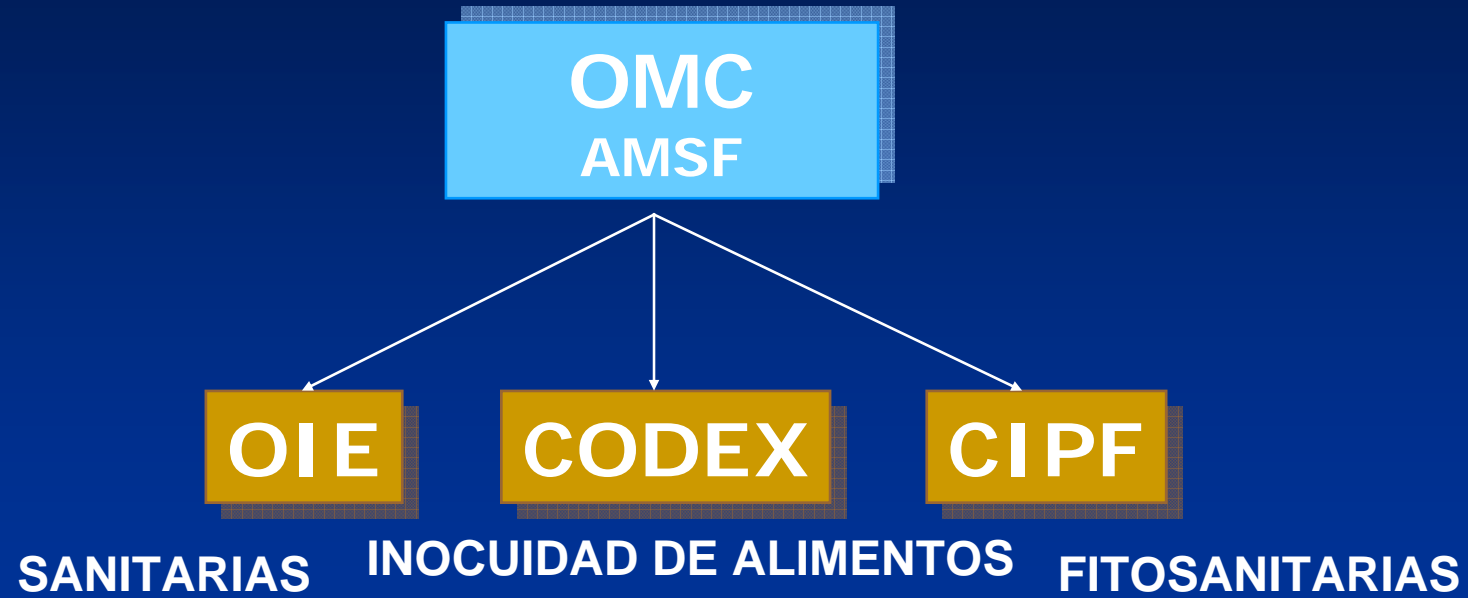 OMC
AMSF
OIE CODEX CIPF
SANITARIAS INOCUIDAD DE ALIMENTOS FITOSANITARIAS